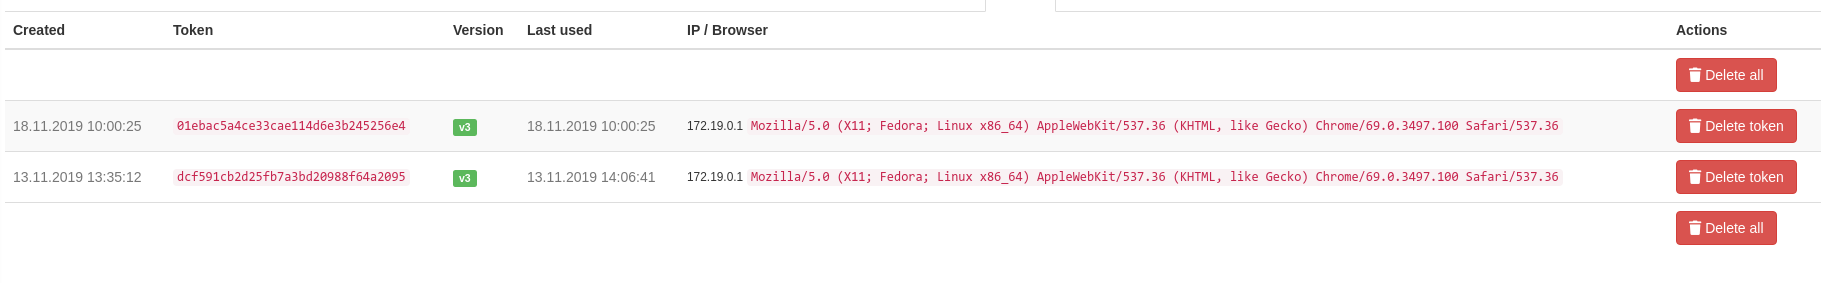 Created Token Version Last used IP / Browser Actions
Delete all
18.11.2019 10:00:25 01ebac5a4ce33cae114d6e3b245256e4 v3 18.11.2019 10:00:25 172.19.0.1 Mozilla/5.0 (X11; Fedora; Linux x86_64) AppleWebKit/537.36 (KHTML, like Gecko) Chrome/69.0.3497.100 Safari/537.36 Delete token
13.11.2019 13:35:12 dcf591cb2d25fb7a3bd20988f64a2095 v3 13.11.2019 14:06:41 172.19.0.1 Mozilla/5.0 (X11; Fedora; Linux x86_64) AppleWebKit/537.36 (KHTML, like Gecko) Chrome/69.0.3497.100 Safari/537.36 Delete token
Delete all